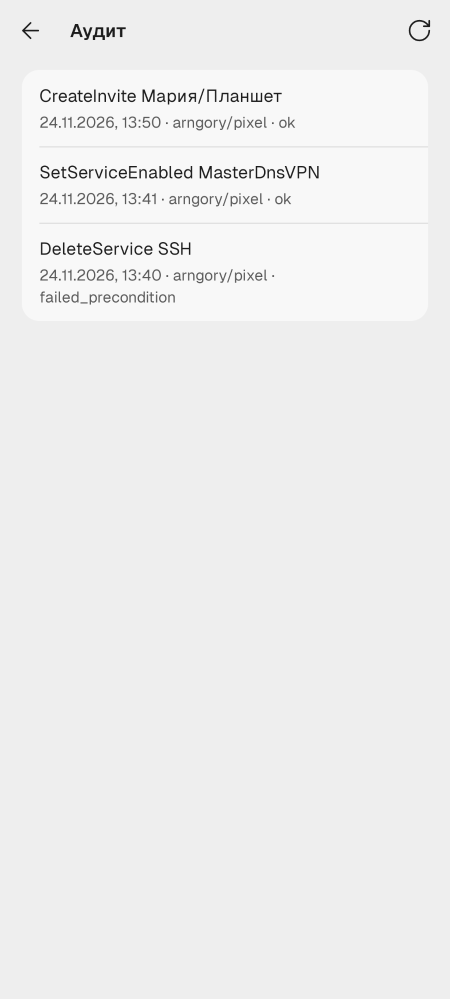 Аудит
CreateInvite Мария/Планшет
24.11.2026, 13:50 · arngory/pixel · ok
SetServiceEnabled MasterDnsVPN
24.11.2026, 13:41 · arngory/pixel · ok
DeleteService SSH
24.11.2026, 13:40 · arngory/pixel ·
failed_precondition